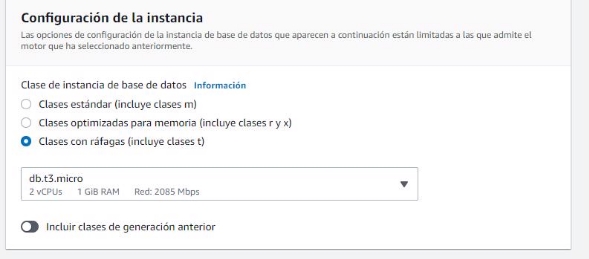 Configuración de la instancia
Las opciones de configuración de la instancia de base de datos que aparecen a continuación están limitadas a las que admite el
motor que ha seleccionado anteriormente.
Clase de instancia de base de datos Información
Clases estándar (incluye clases m)
Clases optimizadas para memoria (incluye clases r y x)
Clases con ráfagas (incluye clases t)
db.t3.micro
2 vCPUs 1 GiB RAM Red: 2085 Mbps
Incluir clases de generación anterior